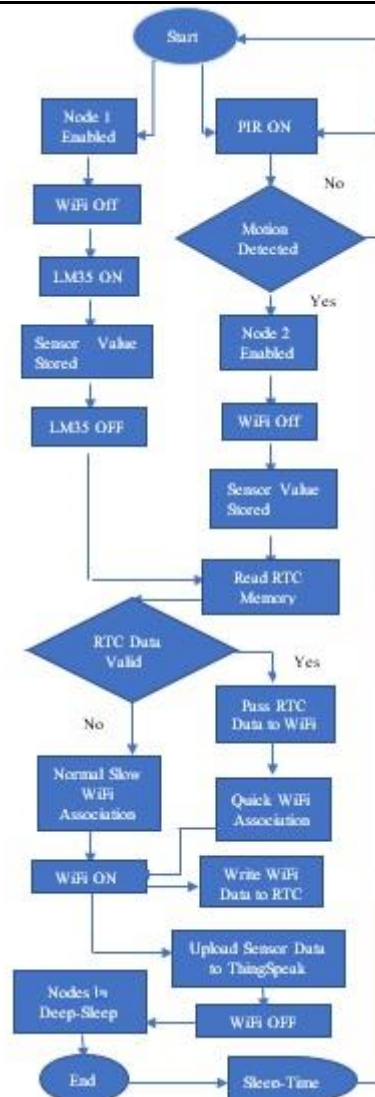 Start
Node 1
Enabled
PIR ON
No
WiFi Off
Motion
Detected
LM35 ON
Yes
Sensor Value
Stored
Node 2
Enabled
LM35 OFF
WiFi Off
Sensor Value
Stored
Read RTC
Memory
RTC Data
Valid
Yes
No
Pass RTC
Data to WiFi
Normal Slow
WiFi
Association
Quick WiFi
Association
WiFi ON
Write WiFi
Data to RTC
Upload Sensor Data
to ThingSpeak
Nodes In
Deep-Sleep
WiFi OFF
End
Sleep-Time